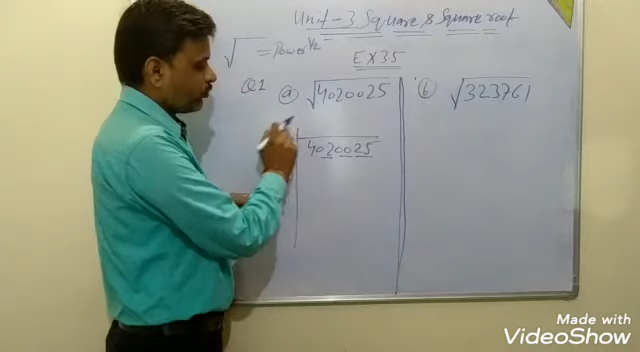 Unit-3 Square & Square root
√ = Power 1/2
EX 3.5
Q1 (a) √4020025 (b) √323761
4020025
Made with
VideoShow